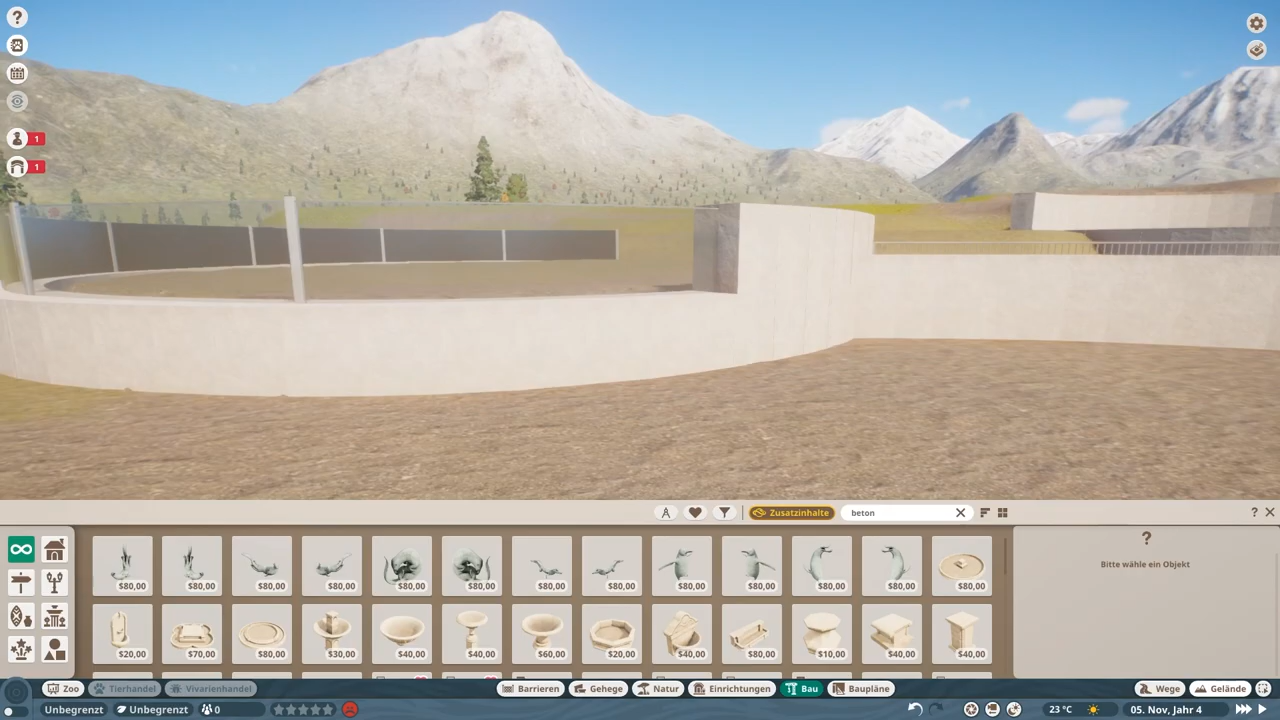 ?
1
1
Zusatzinhalte
beton
?
$80,00 $80,00 $80,00 $80,00 $80,00 $80,00 $80,00 $80,00 $80,00 $80,00 $80,00 $80,00 $80,00
$20,00 $70,00 $80,00 $30,00 $40,00 $40,00 $60,00 $20,00 $40,00 $80,00 $10,00 $40,00 $40,00
?
Bitte wähle ein Objekt
Zoo Tierhandel Vivarienhandel Barrieren Gehege Natur Einrichtungen Bau Baupläne Wege Gelände
Unbegrenzt Unbegrenzt 0 23 °C 05. Nov, Jahr 4